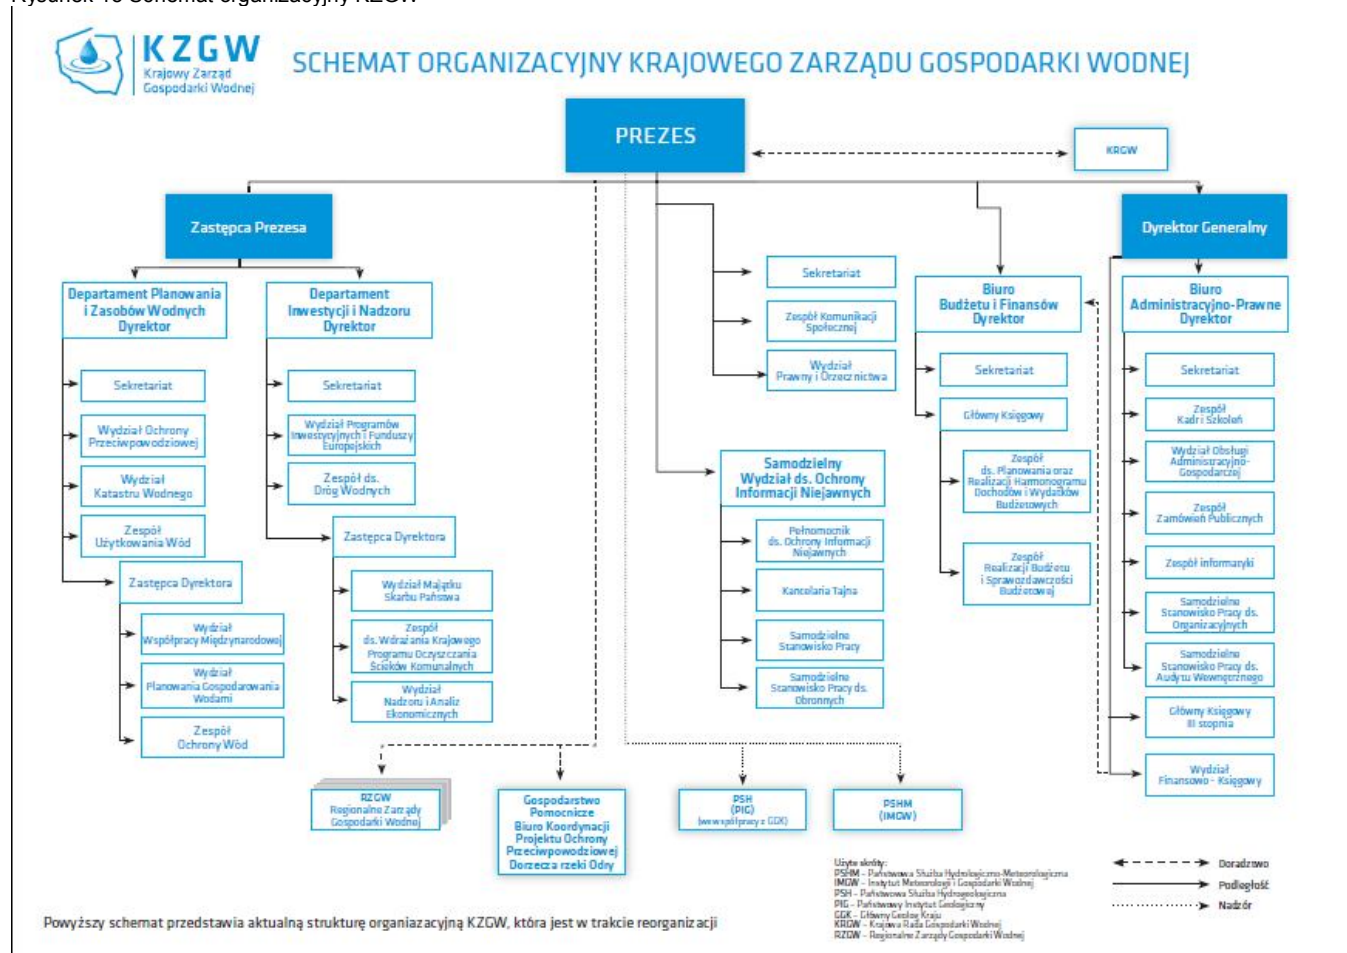 KZGW
Krajowy Zarząd
Gospodarki Wodnej
SCHEMAT ORGANIZACYJNY KRAJOWEGO ZARZĄDU GOSPODARKI WODNEJ
PREZES
KRGW
Zastępca Prezesa
Dyrektor Generalny
Departament Planowania
i Zasobów Wodnych
Dyrektor
Sekretariat
Wydział Ochrony
Przeciwpowodziowej
Wydział
Katastru Wodnego
Zespół
Użytkowania Wód
Zastępca Dyrektora
Wydział
Współpracy Międzynarodowej
Wydział
Planowania Gospodarowania
Wodami
Zespół
Ochrony Wód
Departament
Inwestycji i Nadzoru
Dyrektor
Sekretariat
Wydział Programów
Inwestycyjnych i Funduszy
Europejskich
Zespół ds.
Dróg Wodnych
Zastępca Dyrektora
Wydział Majątku
Skarbu Państwa
Zespół
ds. Wdrażania Krajowego
Programu Oczyszczania
Ścieków Komunalnych
Wydział
Nadzoru i Analiz
Ekonomicznych
Sekretariat
Zespół Komunikacji
Społecznej
Wydział
Prawny i Orzecznictwa
Samodzielny
Wydział ds. Ochrony
Informacji Niejawnych
Pełnomocnik
ds. Ochrony Informacji
Niejawnych
Kancelaria Tajna
Samodzielne
Stanowisko Pracy
Samodzielne
Stanowisko Pracy ds.
Obronnych
Biuro
Budżetu i Finansów
Dyrektor
Sekretariat
Główny Księgowy
Zespół
ds. Planowania oraz
Realizacji Harmonogramu
Dochodów i Wydatków
Budżetowych
Zespół
Realizacji Budżetu
i Sprawozdawczości
Budżetowej
Biuro
Administracyjno-Prawne
Dyrektor
Sekretariat
Zespół
Kadr i Szkoleń
Wydział Obsługi
Administracyjno-
Gospodarczej
Zespół
Zamówień Publicznych
Zespół informatyki
Samodzielne
Stanowisko Pracy ds.
Organizacyjnych
Samodzielne
Stanowisko Pracy ds.
Audytu Wewnętrznego
Główny Księgowy
III stopnia
Wydział
Finansowo - Księgowy
RZGW
Regionalne Zarządy
Gospodarki Wodnej
Gospodarstwo
Pomocnicze
Biuro Koordynacji
Projektu Ochrony
Przeciwpowodziowej
Dorzecza rzeki Odry
PSH
(PIG)
(we współpracy z GGK)
PSHM
(IMGW)
Użyte skróty:
PSHM – Państwowa Służba Hydrologiczno-Meteorologiczna
IMGW – Instytut Meteorologii i Gospodarki Wodnej
PSH – Państwowa Służba Hydrogeologiczna
PIG – Państwowy Instytut Geologiczny
GGK – Główny Geolog Kraju
KRGW – Krajowa Rada Gospodarki Wodnej
RZGW – Regionalne Zarządy Gospodarki Wodnej
Doradztwo
Podległość
Nadzór
Powyższy schemat przedstawia aktualną strukturę organiazacyjną KZGW, która jest w trakcie reorganizacji